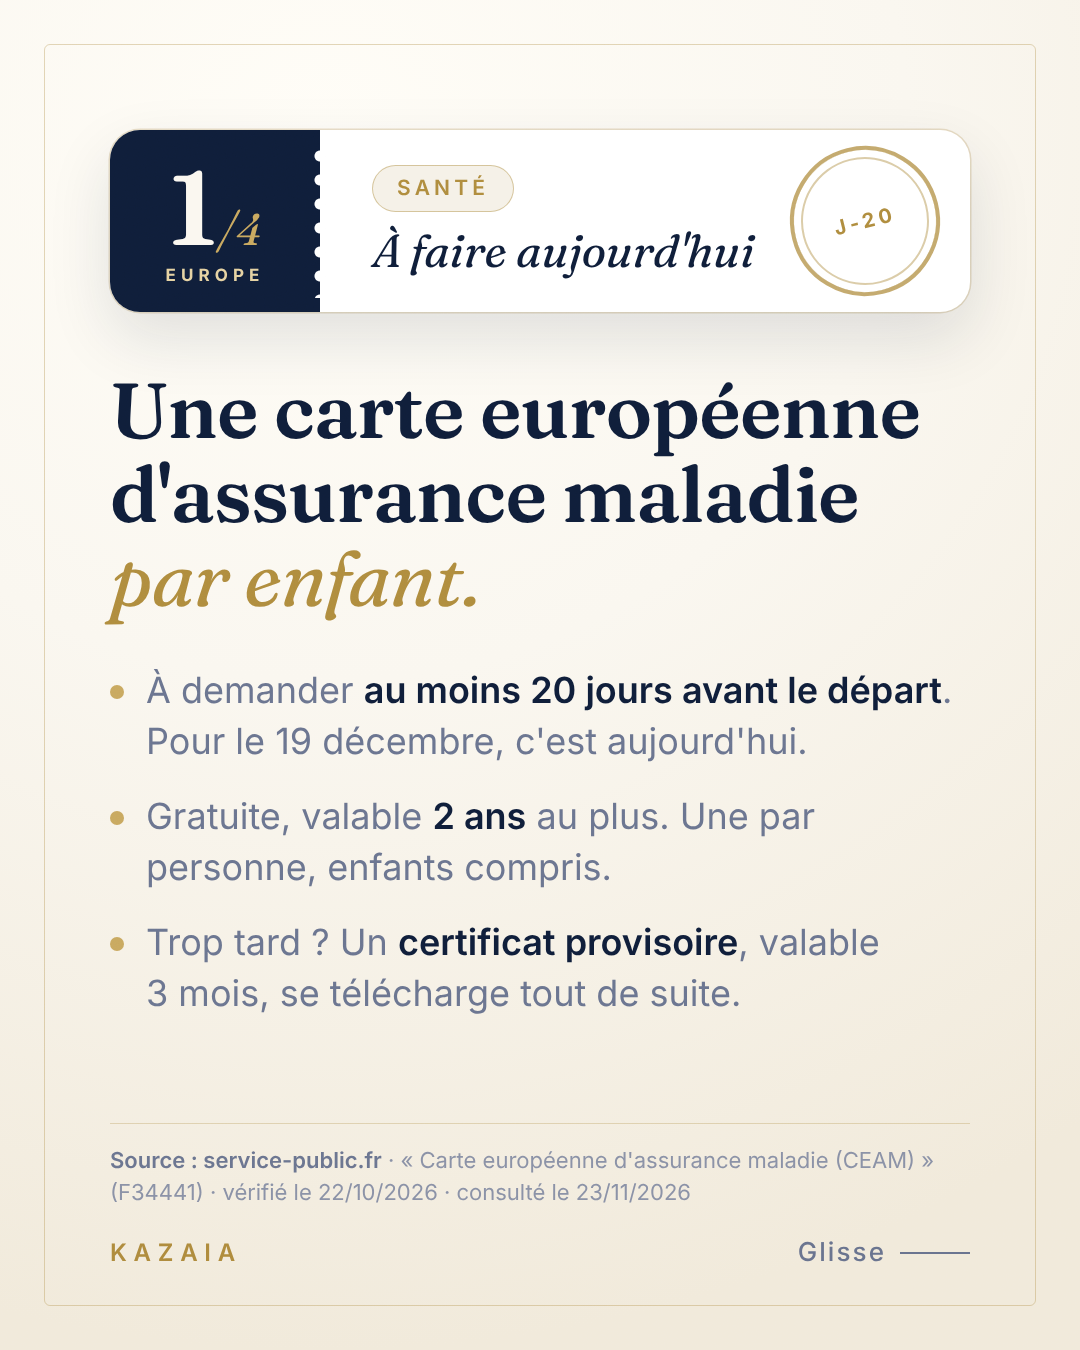 1/4
EUROPE
SANTÉ
À faire aujourd'hui
J-20
Une carte européenne
d'assurance maladie
par enfant.
À demander au moins 20 jours avant le départ.
Pour le 19 décembre, c'est aujourd'hui.
Gratuite, valable 2 ans au plus. Une par
personne, enfants compris.
Trop tard ? Un certificat provisoire, valable
3 mois, se télécharge tout de suite.
Source : service-public.fr · « Carte européenne d'assurance maladie (CEAM) »
(F34441) · vérifié le 22/10/2026 · consulté le 23/11/2026
KAZAIA
Glisse